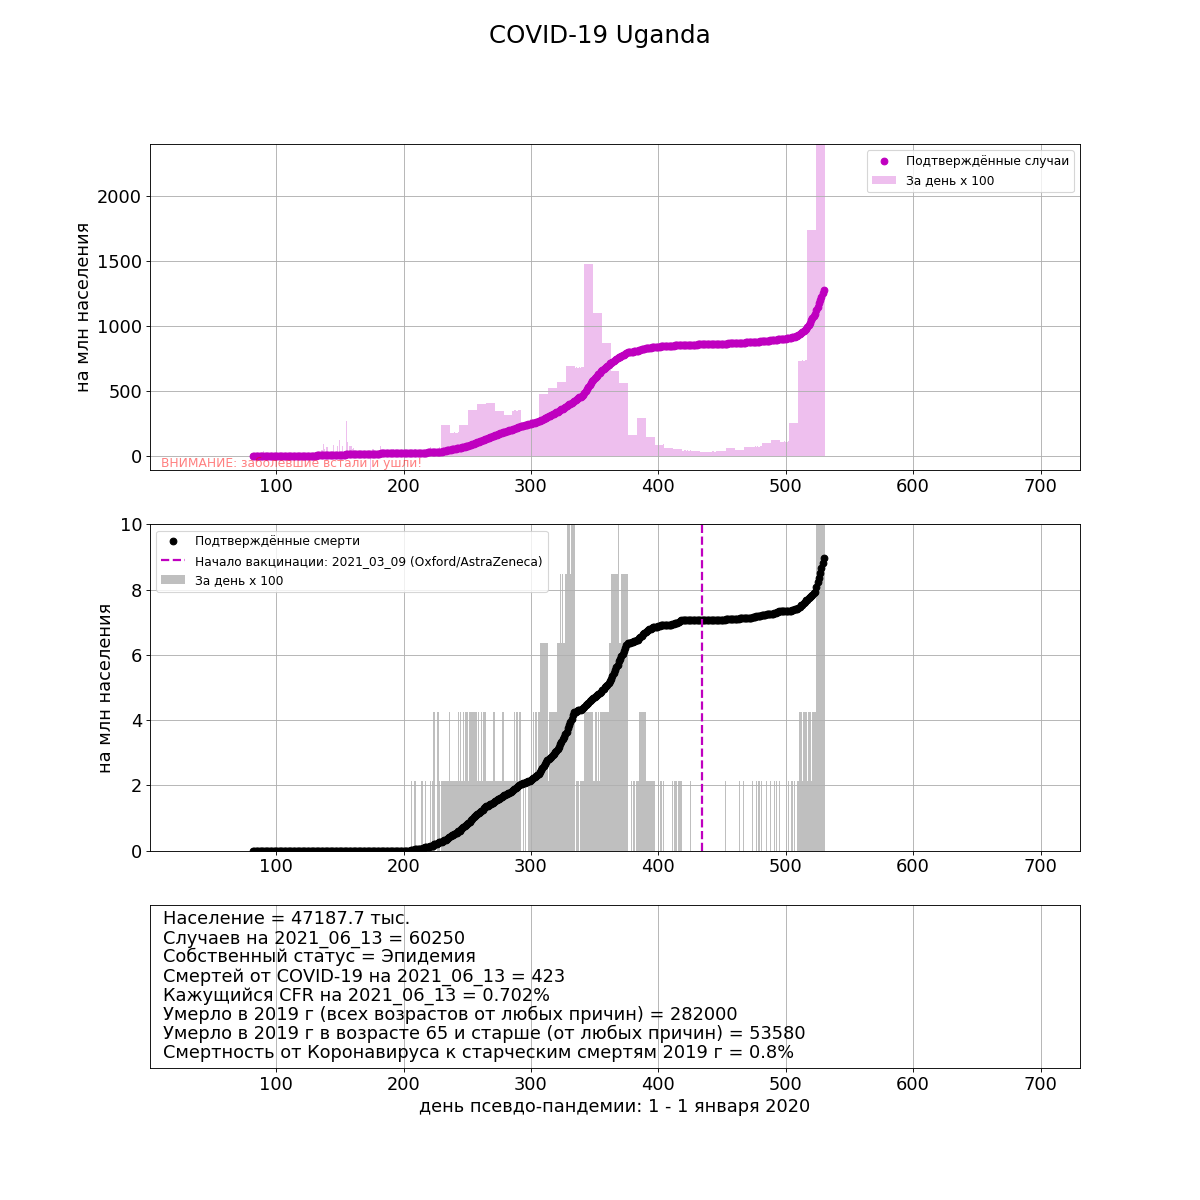 COVID-19 Uganda
2000
1500
1000
500
0
на млн населения
Подтверждённые случаи
За день x 100
ВНИМАНИЕ: заболевшие встали и ушли!
100 200 300 400 500 600 700
10
8
6
4
2
0
на млн населения
Подтверждённые смерти
Начало вакцинации: 2021_03_09 (Oxford/AstraZeneca)
За день x 100
100 200 300 400 500 600 700
Население = 47187.7 тыс.
Случаев на 2021_06_13 = 60250
Собственный статус = Эпидемия
Смертей от COVID-19 на 2021_06_13 = 423
Кажущийся CFR на 2021_06_13 = 0.702%
Умерло в 2019 г (всех возрастов от любых причин) = 282000
Умерло в 2019 г в возрасте 65 и старше (от любых причин) = 53580
Смертность от Коронавируса к старческим смертям 2019 г = 0.8%
100 200 300 400 500 600 700
день псевдо-пандемии: 1 - 1 января 2020